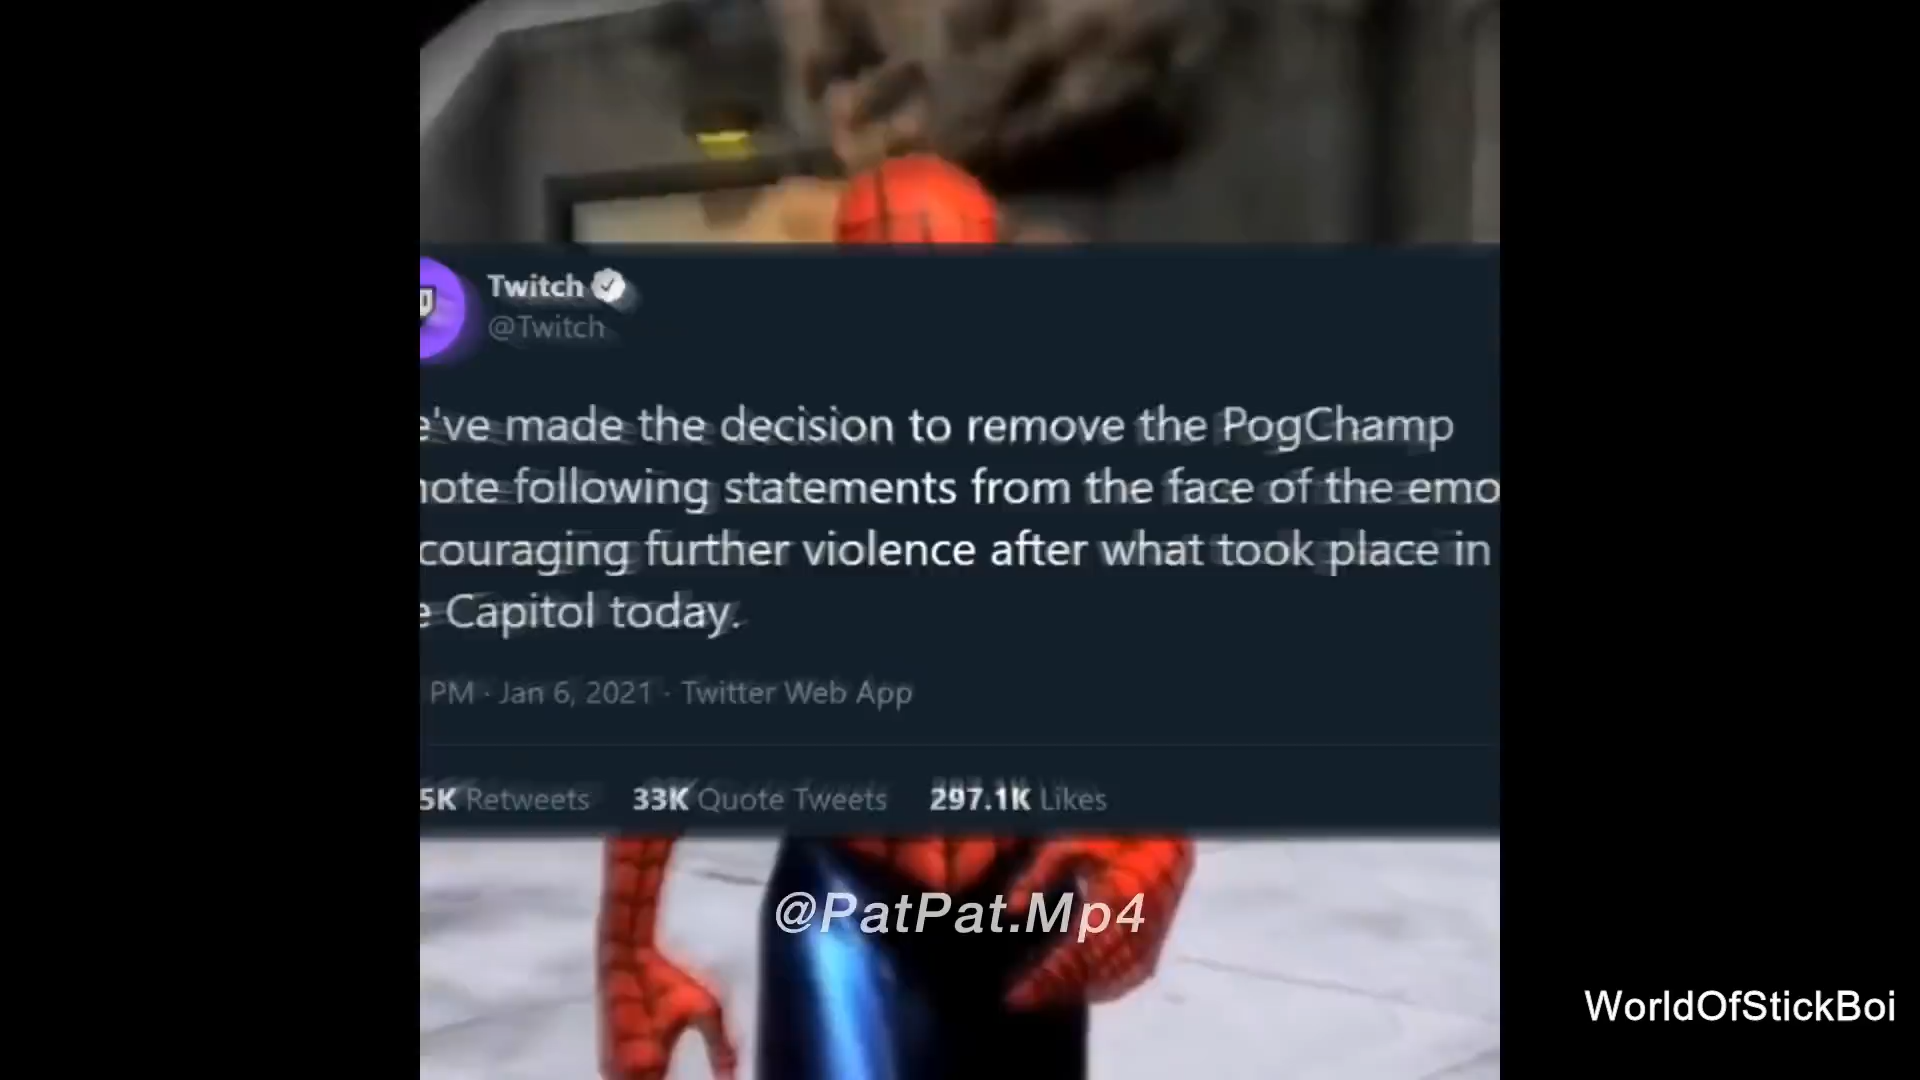 Twitch
@Twitch
e've made the decision to remove the PogChamp
note following statements from the face of the emo
couraging further violence after what took place in
e Capitol today.
PM · Jan 6, 2021 · Twitter Web App
5K Retweets 33K Quote Tweets 297.1K Likes
@PatPat.Mp4
WorldOfStickBoi